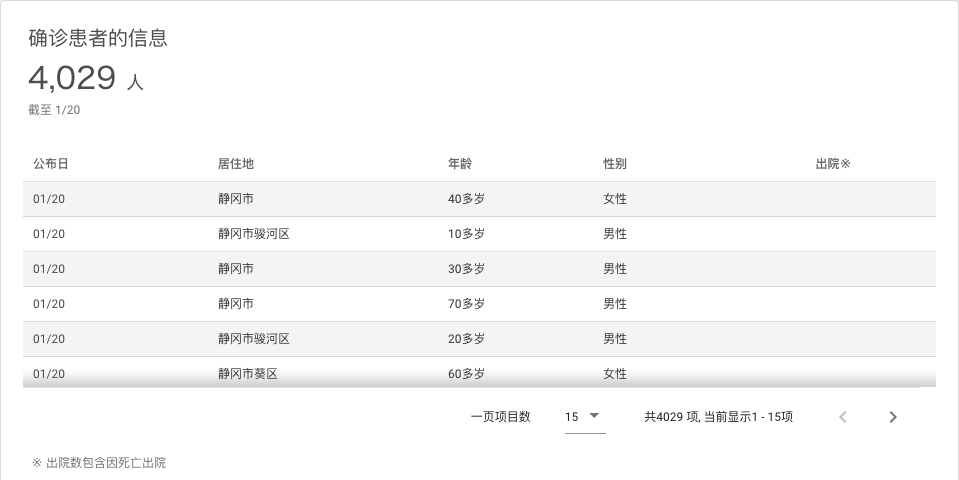 确诊患者的信息
4,029 人
截至 1/20
公布日 居住地 年龄 性别 出院※
01/20 静冈市 40多岁 女性
01/20 静冈市骏河区 10多岁 男性
01/20 静冈市 30多岁 男性
01/20 静冈市 70多岁 男性
01/20 静冈市骏河区 20多岁 男性
01/20 静冈市葵区 60多岁 女性
一页项目数 15 共4029 项, 当前显示1 - 15项
※ 出院数包含因死亡出院